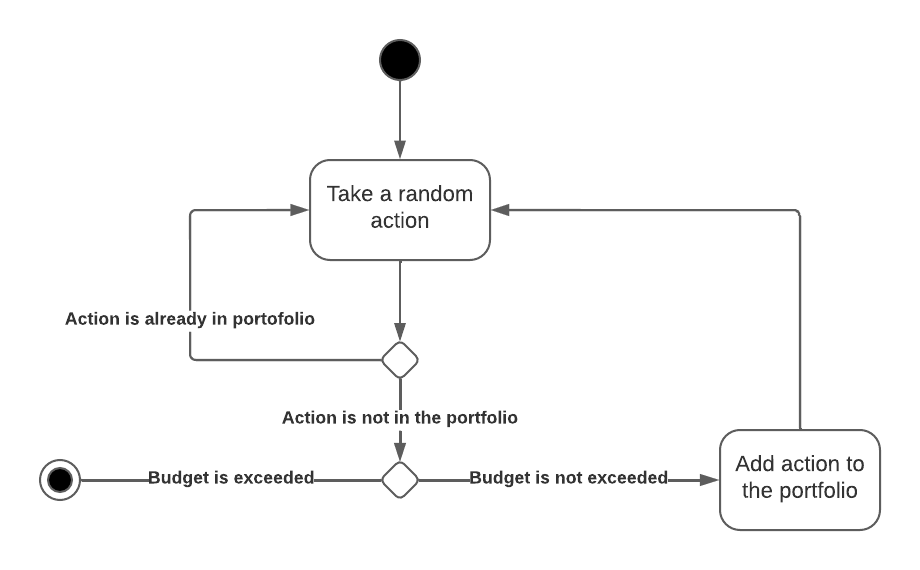 Take a random
action
Action is already in portofolio
Action is not in the portfolio
Budget is exceeded
Budget is not exceeded
Add action to
the portfolio